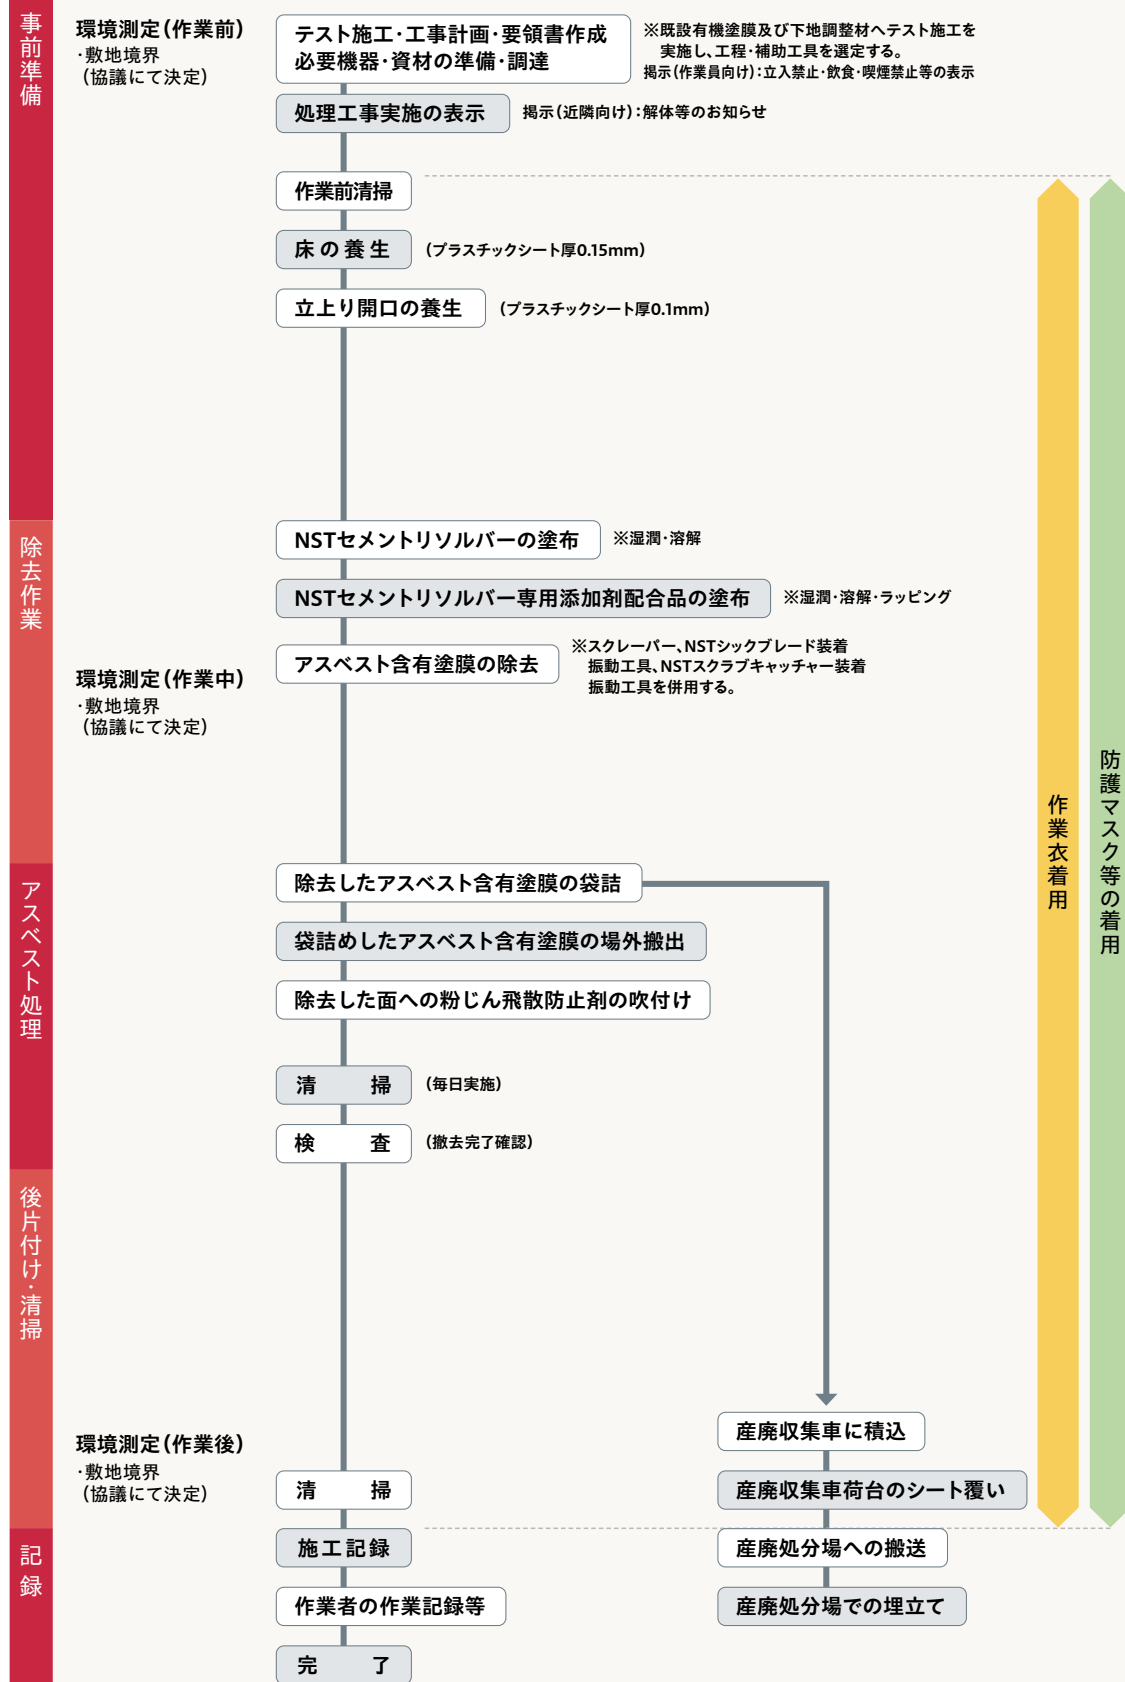 事前準備
環境測定(作業前)
・敷地境界
(協議にて決定)
テスト施工・工事計画・要領書作成
必要機器・資材の準備・調達
※既設有機塗膜及び下地調整材へテスト施工を
実施し、工程・補助工具を選定する。
掲示(作業員向け):立入禁止・飲食・喫煙禁止等の表示
処理工事実施の表示
掲示(近隣向け):解体等のお知らせ
作業前清掃
床の養生
(プラスチックシート厚0.15mm)
立上り開口の養生
(プラスチックシート厚0.1mm)
除去作業
NSTセメントリソルバーの塗布
※湿潤・溶解
NSTセメントリソルバー専用添加剤配合品の塗布
※湿潤・溶解・ラッピング
アスベスト含有塗膜の除去
※スクレーパー、NSTシックブレード装着
振動工具、NSTスクラブキャッチャー装着
振動工具を併用する。
環境測定(作業中)
・敷地境界
(協議にて決定)
作業衣着用
防護マスク等の着用
アスベスト処理
除去したアスベスト含有塗膜の袋詰
袋詰めしたアスベスト含有塗膜の場外搬出
除去した面への粉じん飛散防止剤の吹付け
清 掃
(毎日実施)
検 査
(撤去完了確認)
後片付け・清掃
環境測定(作業後)
・敷地境界
(協議にて決定)
産廃収集車に積込
清 掃
産廃収集車荷台のシート覆い
記録
施工記録
産廃処分場への搬送
作業者の作業記録等
産廃処分場での埋立て
完 了